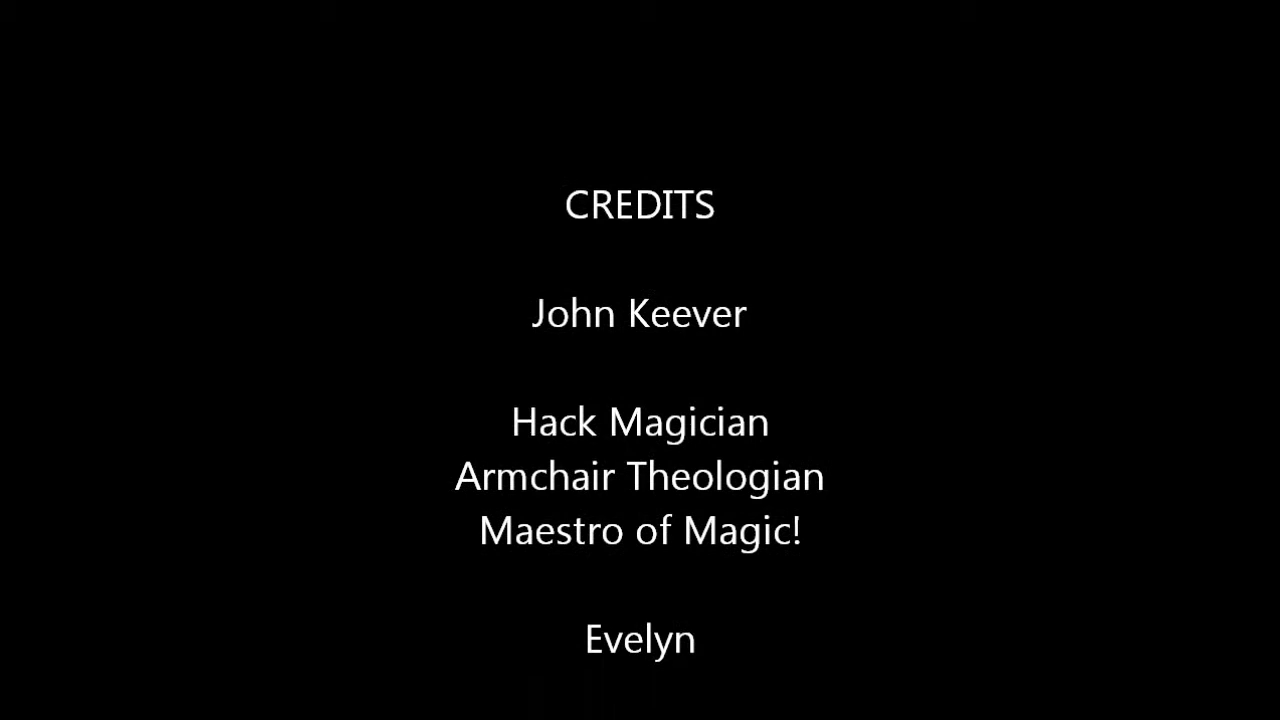 CREDITS
John Keever
Hack Magician
Armchair Theologian
Maestro of Magic!
Evelyn